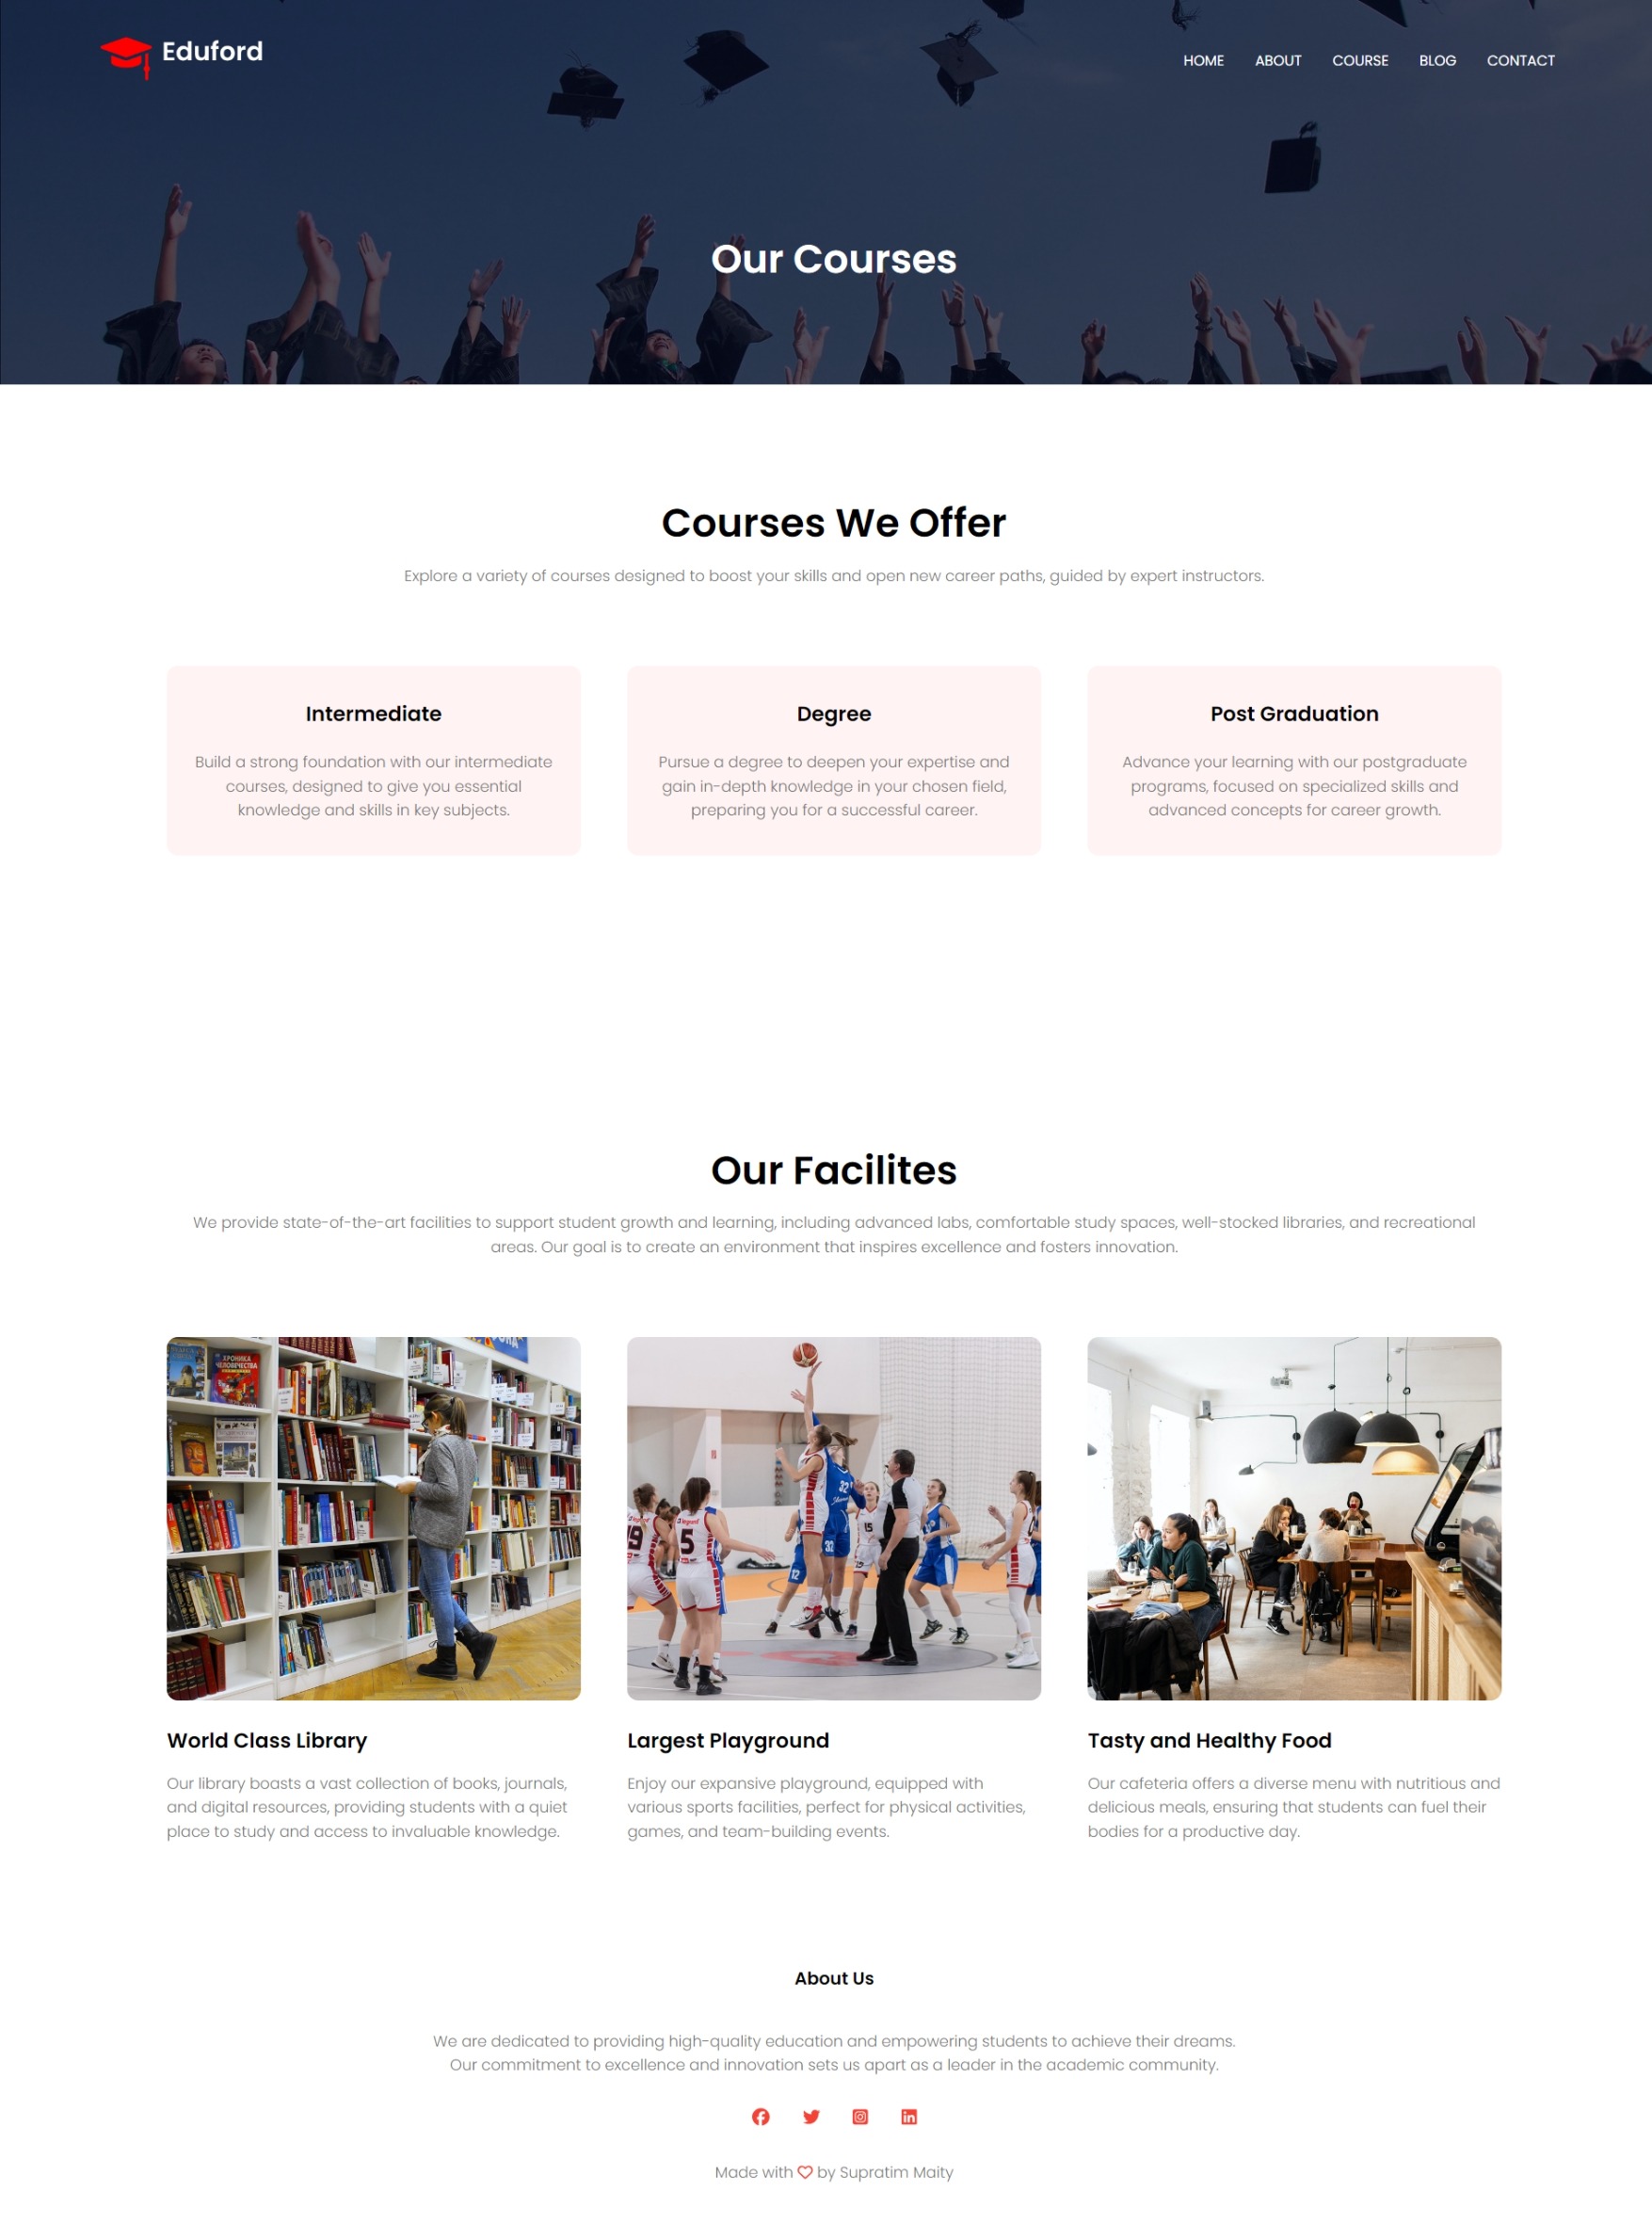 Eduford
HOME ABOUT COURSE BLOG CONTACT
Our Courses
Courses We Offer
Explore a variety of courses designed to boost your skills and open new career paths, guided by expert instructors.
Intermediate
Build a strong foundation with our intermediate
courses, designed to give you essential
knowledge and skills in key subjects.
Degree
Pursue a degree to deepen your expertise and
gain in-depth knowledge in your chosen field,
preparing you for a successful career.
Post Graduation
Advance your learning with our postgraduate
programs, focused on specialized skills and
advanced concepts for career growth.
Our Facilites
We provide state-of-the-art facilities to support student growth and learning, including advanced labs, comfortable study spaces, well-stocked libraries, and recreational
areas. Our goal is to create an environment that inspires excellence and fosters innovation.
ХРОНИКА
ЧЕЛОВЕЧЕСТВА
19
5
32
32
15
12
World Class Library
Our library boasts a vast collection of books, journals,
and digital resources, providing students with a quiet
place to study and access to invaluable knowledge.
Largest Playground
Enjoy our expansive playground, equipped with
various sports facilities, perfect for physical activities,
games, and team-building events.
Tasty and Healthy Food
Our cafeteria offers a diverse menu with nutritious and
delicious meals, ensuring that students can fuel their
bodies for a productive day.
About Us
We are dedicated to providing high-quality education and empowering students to achieve their dreams.
Our commitment to excellence and innovation sets us apart as a leader in the academic community.
Made with by Supratim Maity